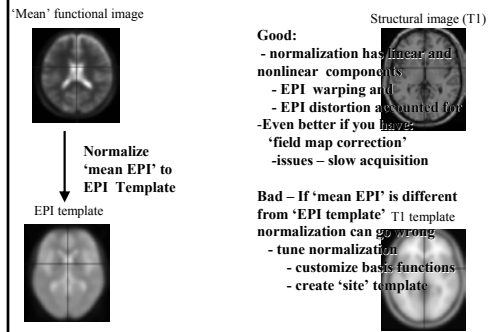 ‘Mean’ functional image
Normalize
‘mean EPI’ to
EPI Template
EPI template
Structural image (T1)
Good:
- normalization has linear and
nonlinear components
- EPI warping and
- EPI distortion accounted for
-Even better if you have:
‘field map correction’
-issues – slow acquisition
Bad – If ‘mean EPI’ is different
from ‘EPI template’
T1 template
normalization can go wrong
- tune normalization
- customize basis functions
- create ‘site’ template